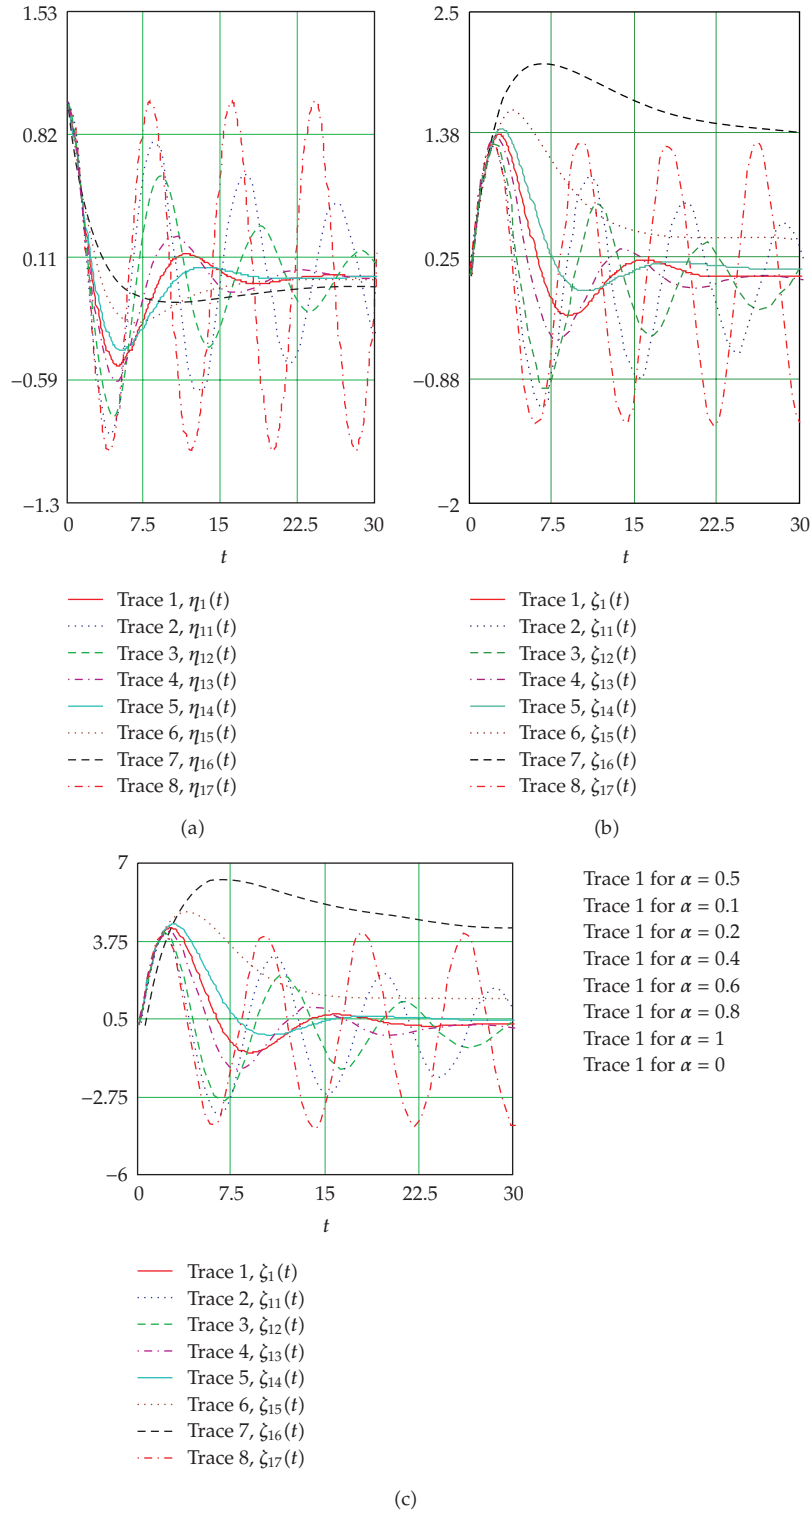 1.53
0.82
0.11
−0.59
−1.3
0 7.5 15 22.5 30
t
Trace 1, η1(t)
Trace 2, η11(t)
Trace 3, η12(t)
Trace 4, η13(t)
Trace 5, η14(t)
Trace 6, η15(t)
Trace 7, η16(t)
Trace 8, η17(t)
(a)
2.5
1.38
0.25
−0.88
−2
0 7.5 15 22.5 30
t
Trace 1, ζ1(t)
Trace 2, ζ11(t)
Trace 3, ζ12(t)
Trace 4, ζ13(t)
Trace 5, ζ14(t)
Trace 6, ζ15(t)
Trace 7, ζ16(t)
Trace 8, ζ17(t)
(b)
7
3.75
0.5
−2.75
−6
0 7.5 15 22.5 30
t
Trace 1 for α = 0.5
Trace 1 for α = 0.1
Trace 1 for α = 0.2
Trace 1 for α = 0.4
Trace 1 for α = 0.6
Trace 1 for α = 0.8
Trace 1 for α = 1
Trace 1 for α = 0
Trace 1, ζ1(t)
Trace 2, ζ11(t)
Trace 3, ζ12(t)
Trace 4, ζ13(t)
Trace 5, ζ14(t)
Trace 6, ζ15(t)
Trace 7, ζ16(t)
Trace 8, ζ17(t)
(c)